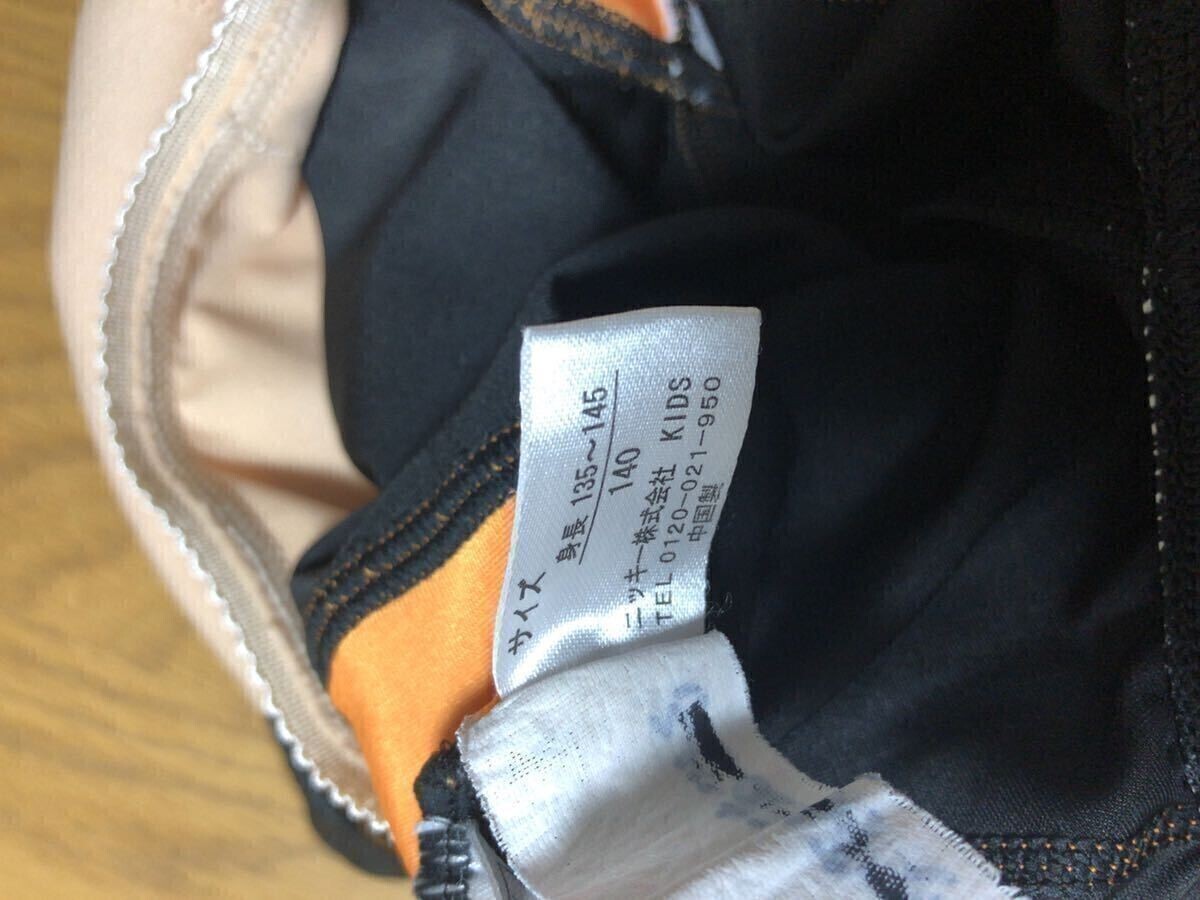 サイズ
身長 135～145
140
ニッキー株式会社 KIDS
TEL 0120-021-950
中国製